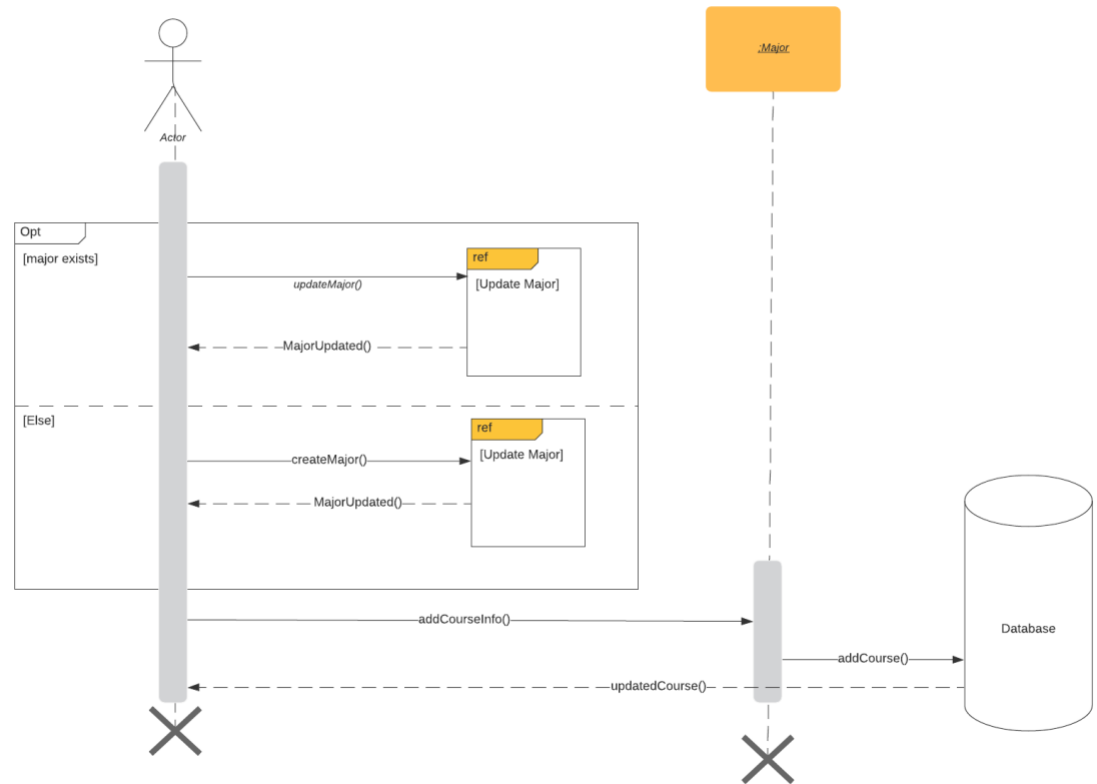 :Major
Actor
Opt
[major exists]
ref
[Update Major]
updateMajor()
MajorUpdated()
[Else]
ref
[Update Major]
createMajor()
MajorUpdated()
addCourseInfo()
Database
addCourse()
updatedCourse()